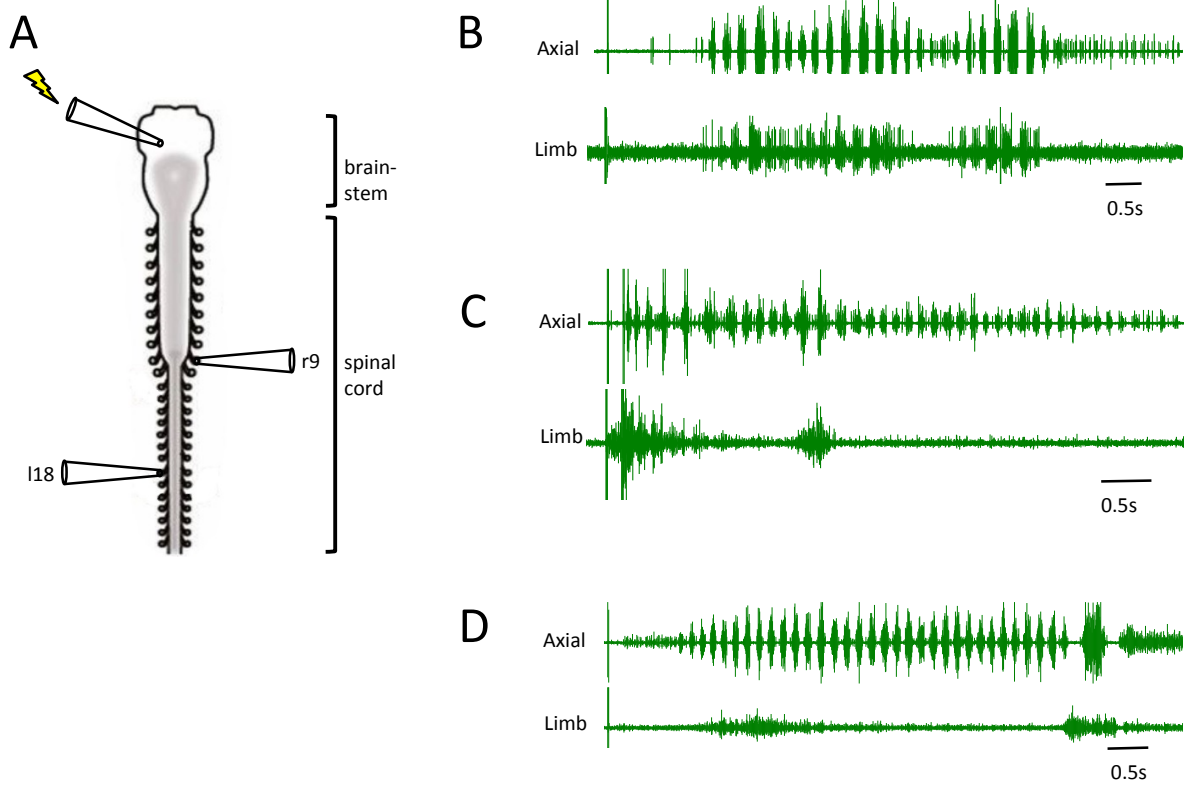 A
brain-
stem
r9
spinal
cord
l18
B
Axial
Limb
0.5s
C
Axial
Limb
0.5s
D
Axial
Limb
0.5s